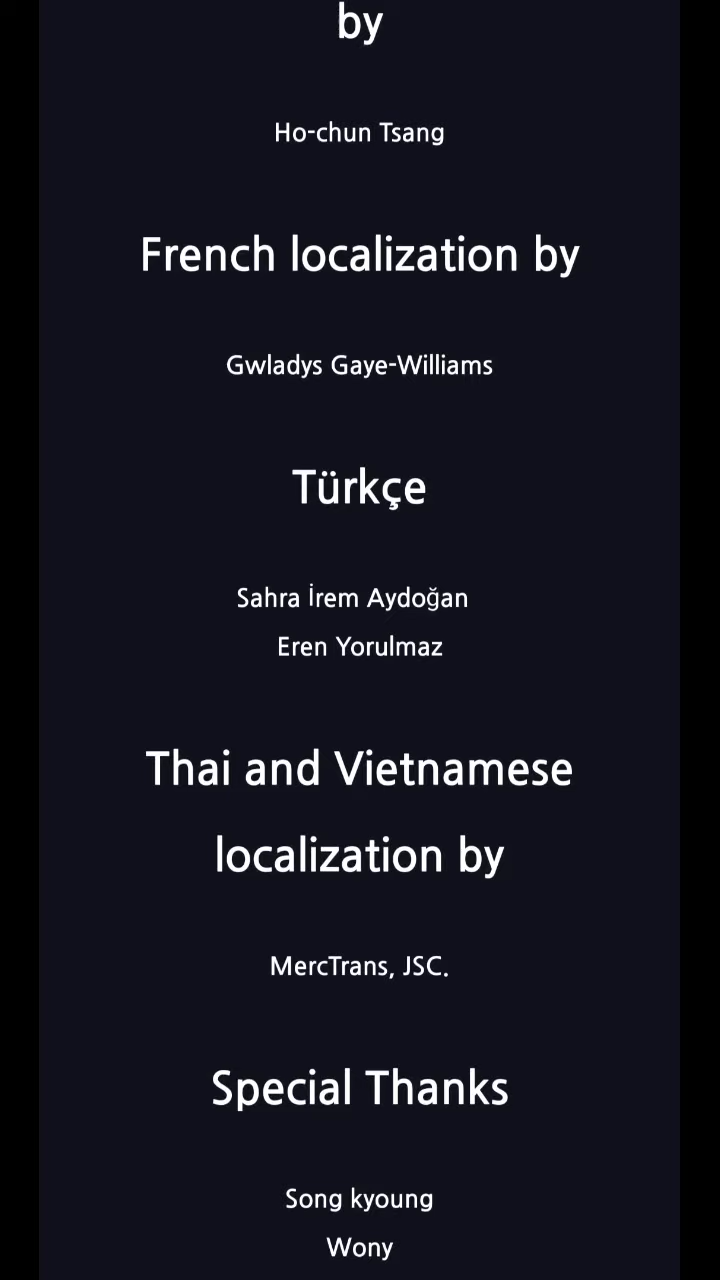 by
Ho-chun Tsang
French localization by
Gwladys Gaye-Williams
Türkçe
Sahra İrem Aydoğan
Eren Yorulmaz
Thai and Vietnamese
localization by
MercTrans, JSC.
Special Thanks
Song kyoung
Wony